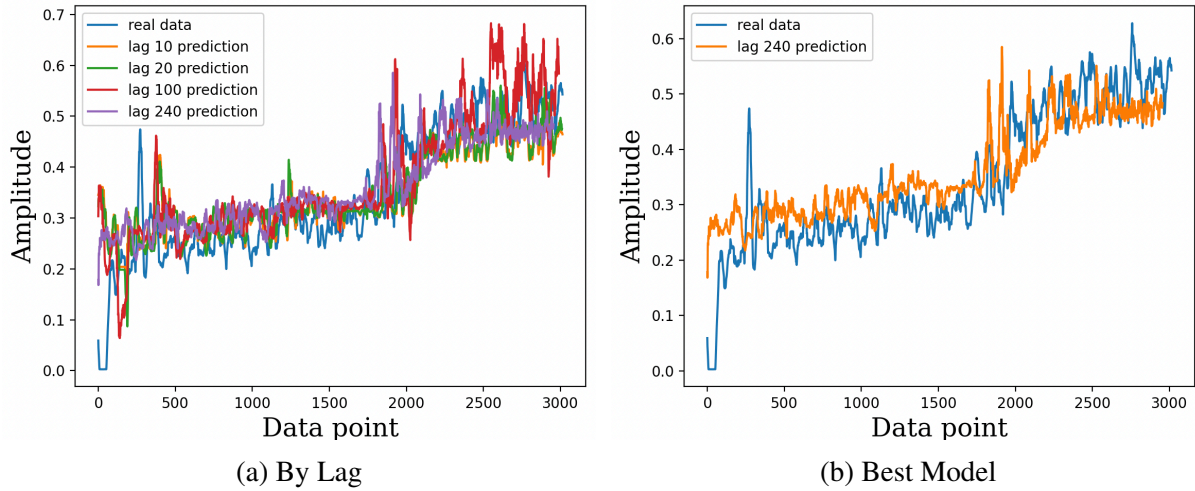 real data
lag 10 prediction
lag 20 prediction
lag 100 prediction
lag 240 prediction
0.7
0.6
0.5
0.4
0.3
0.2
0.1
0.0
Amplitude
0 500 1000 1500 2000 2500 3000
Data point
(a) By Lag
real data
lag 240 prediction
0.6
0.5
0.4
0.3
0.2
0.1
0.0
Amplitude
0 500 1000 1500 2000 2500 3000
Data point
(b) Best Model